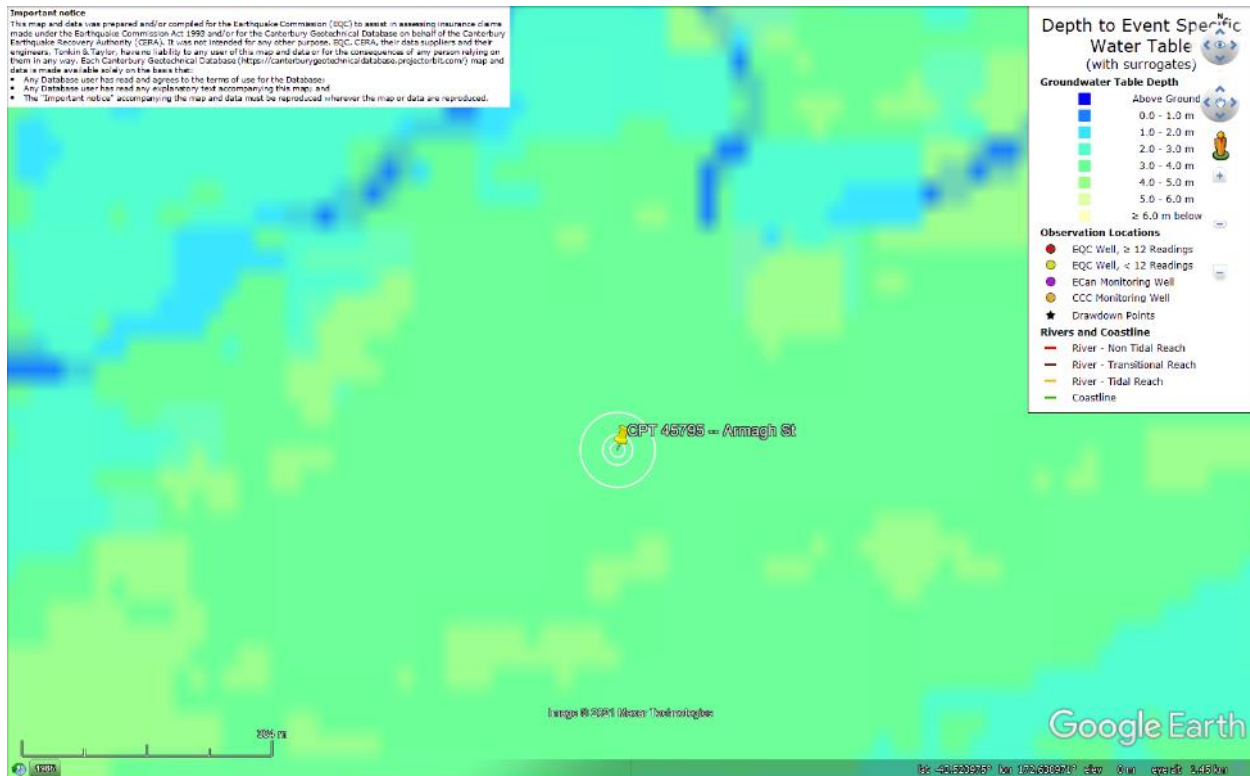 Important notice
This map and data was prepared and/or compiled for the Earthquake Commission (EQC) to assist in assessing insurance claims
made under the Earthquake Commission Act 1993 and/or for the Canterbury Geotechnical Database on behalf of the Canterbury
Earthquake Recovery Authority (CERA). It was not intended for any other purpose. EQC, CERA, their data suppliers and their
engineers, Tonkin & Taylor, have no liability to any user of this map and data or for the consequences of any person relying on
them in any way. Each Canterbury Geotechnical Database (https://canterburygeotechnicaldatabase.projectorbit.com/) map and
data is made available solely on the basis that:
• Any Database user has read and agrees to the terms of use for the Database;
• Any Database user has read any explanatory text accompanying this map; and
• The "Important notice" accompanying the map and data must be reproduced wherever the map or data are reproduced.
Depth to Event Specific
Water Table
(with surrogates)
Groundwater Table Depth
Above Ground
0.0 - 1.0 m
1.0 - 2.0 m
2.0 - 3.0 m
3.0 - 4.0 m
4.0 - 5.0 m
5.0 - 6.0 m
≥ 6.0 m below
Observation Locations
EQC Well, ≥ 12 Readings
EQC Well, < 12 Readings
ECan Monitoring Well
CCC Monitoring Well
Drawdown Points
Rivers and Coastline
River - Non Tidal Reach
River - Transitional Reach
River - Tidal Reach
Coastline
N
CPT 45795 -- Armagh St
Image © 2021 Maxar Technologies
Google Earth
lat
lon
elev 0 m eye alt